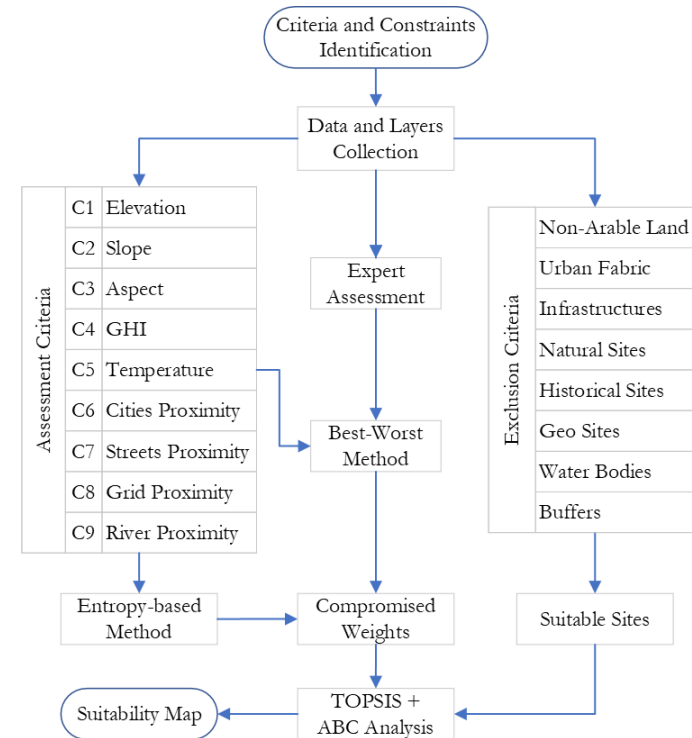 Criteria and Constraints
Identification
Data and Layers
Collection
Assessment Criteria
C1 Elevation
C2 Slope
C3 Aspect
C4 GHI
C5 Temperature
C6 Cities Proximity
C7 Streets Proximity
C8 Grid Proximity
C9 River Proximity
Expert
Assessment
Best-Worst
Method
Exclusion Criteria
Non-Arable Land
Urban Fabric
Infrastructures
Natural Sites
Historical Sites
Geo Sites
Water Bodies
Buffers
Entropy-based
Method
Compromised
Weights
Suitable Sites
Suitability Map
TOPSIS +
ABC Analysis